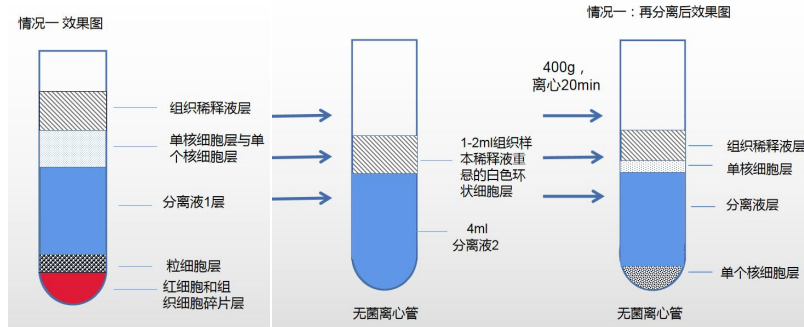 情况一 效果图
组织稀释液层
单核细胞层与单
个核细胞层
分离液1层
粒细胞层
红细胞和组
织细胞碎片层
1-2ml组织样
本稀释液重
悬的白色环
状细胞层
4ml
分离液2
无菌离心管
情况一：再分离后效果图
400g，
离心20min
组织稀释液层
单核细胞层
分离液层
单个核细胞层
无菌离心管